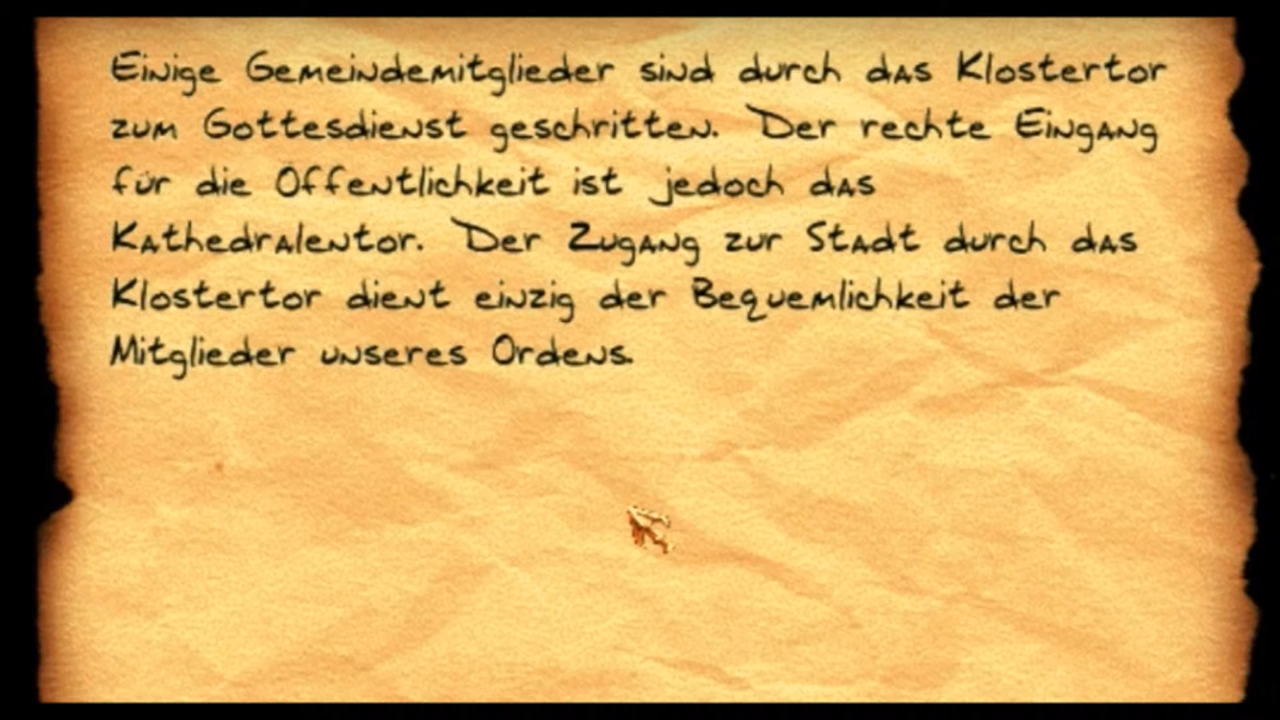 Einige Gemeindemitglieder sind durch das Klostertor
zum Gottesdienst geschritten. Der rechte Eingang
für die Öffentlichkeit ist jedoch das
Kathedralentor. Der Zugang zur Stadt durch das
Klostertor dient einzig der Bequemlichkeit der
Mitglieder unseres Ordens.